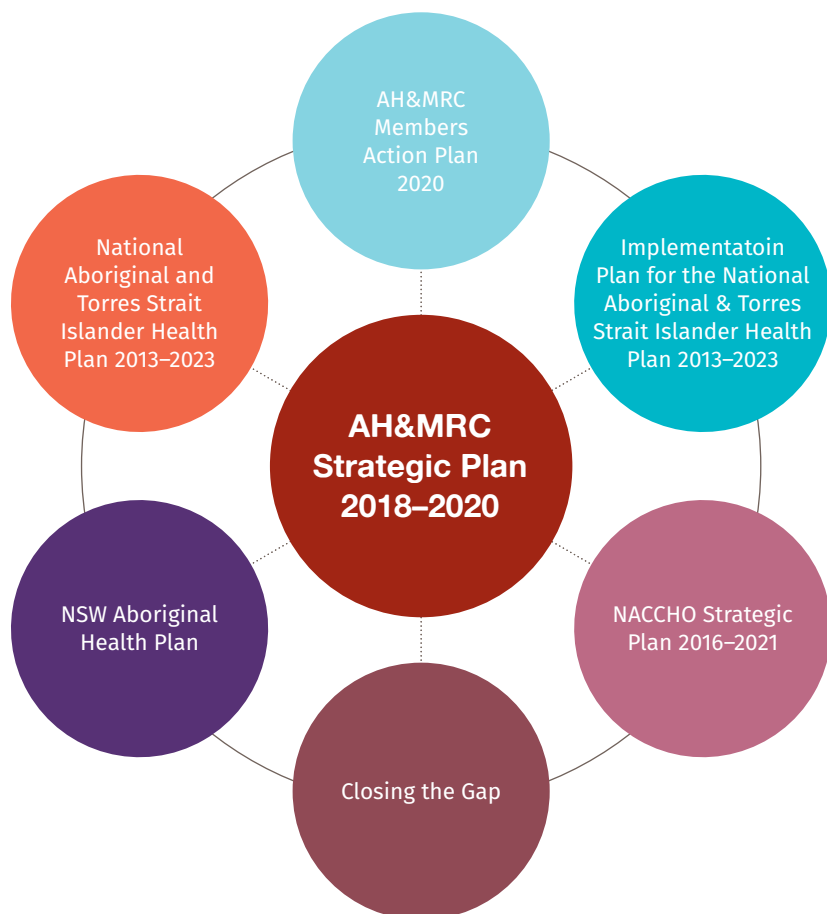 AH&MRC
Members
Action Plan
2020
National
Aboriginal and
Torres Strait
Islander Health
Plan 2013–2023
Implementatoin
Plan for the National
Aboriginal & Torres
Strait Islander Health
Plan 2013–2023
AH&MRC
Strategic Plan
2018–2020
NSW Aboriginal
Health Plan
NACCHO Strategic
Plan 2016–2021
Closing the Gap